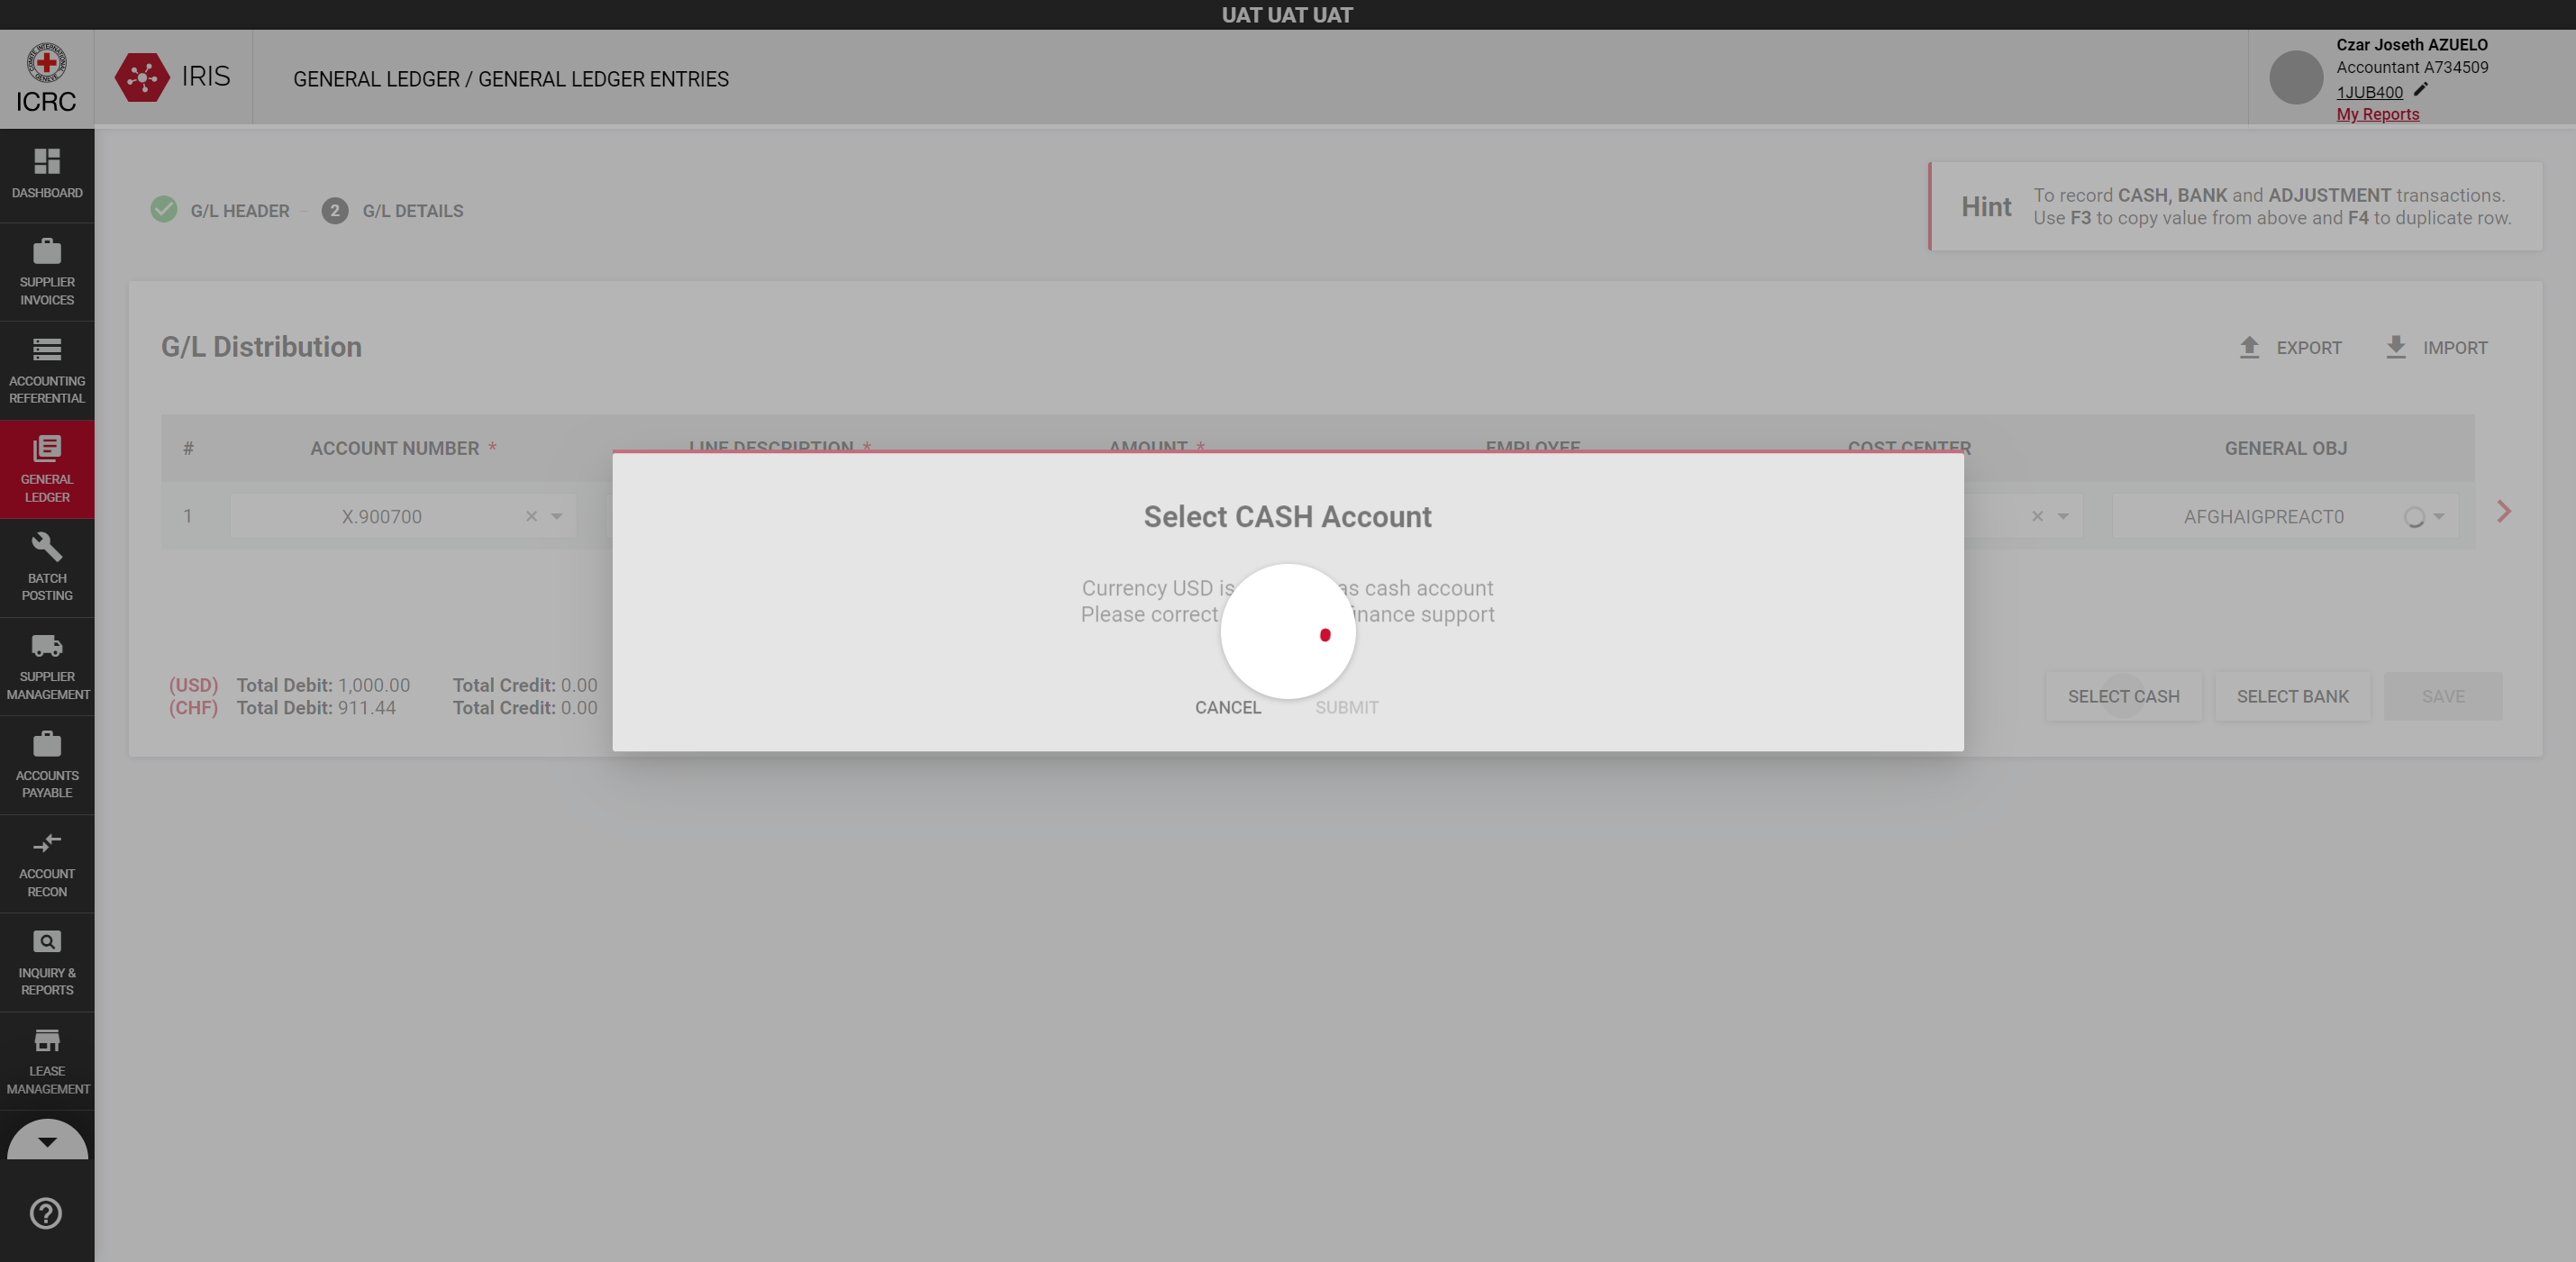 UAT UAT UAT
COMITE INTERNATIONAL GENEVE
ICRC
IRIS
GENERAL LEDGER / GENERAL LEDGER ENTRIES
Czar Joseth AZUELO
Accountant A734509
1JUB400
My Reports
DASHBOARD
SUPPLIER
INVOICES
ACCOUNTING
REFERENTIAL
GENERAL
LEDGER
BATCH
POSTING
SUPPLIER
MANAGEMENT
ACCOUNTS
PAYABLE
ACCOUNT
RECON
INQUIRY &
REPORTS
LEASE
MANAGEMENT
G/L HEADER
2 G/L DETAILS
Hint
To record CASH, BANK and ADJUSTMENT transactions.
Use F3 to copy value from above and F4 to duplicate row.
G/L Distribution
EXPORT
IMPORT
# ACCOUNT NUMBER * LINE DESCRIPTION * AMOUNT * EMPLOYEE COST CENTER GENERAL OBJ
1 X.900700 AFGHAIGPREACT0
Select CASH Account
Currency USD is as cash account
Please correct finance support
CANCEL SUBMIT
(USD) Total Debit: 1,000.00 Total Credit: 0.00
(CHF) Total Debit: 911.44 Total Credit: 0.00
SELECT CASH SELECT BANK SAVE